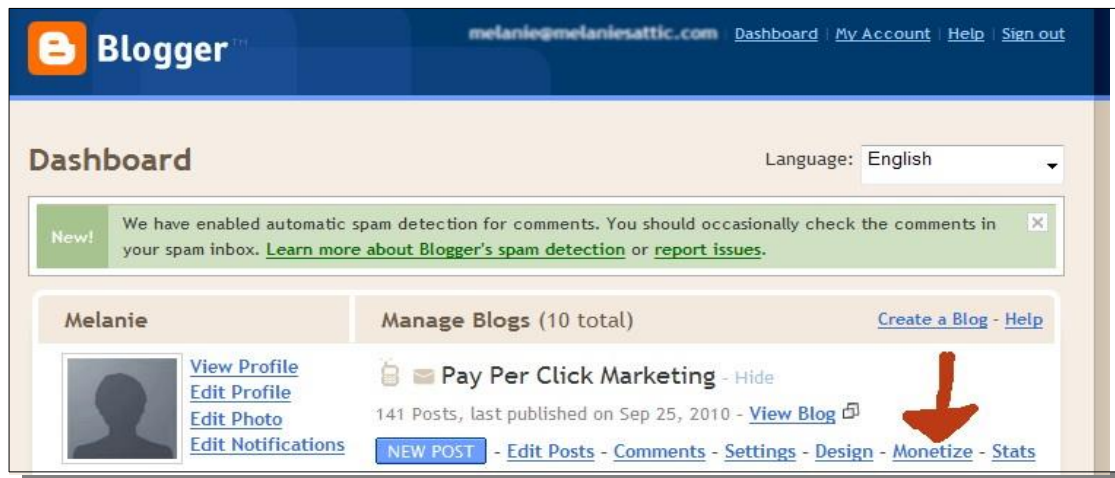 Blogger™ melanie@melaniesattic.com Dashboard | My Account | Help | Sign out
Dashboard Language: English
New! We have enabled automatic spam detection for comments. You should occasionally check the comments in
your spam inbox. Learn more about Blogger's spam detection or report issues.
Melanie Manage Blogs (10 total) Create a Blog - Help
View Profile
Edit Profile
Edit Photo
Edit Notifications
Pay Per Click Marketing - Hide
141 Posts, last published on Sep 25, 2010 - View Blog
NEW POST - Edit Posts - Comments - Settings - Design - Monetize - Stats